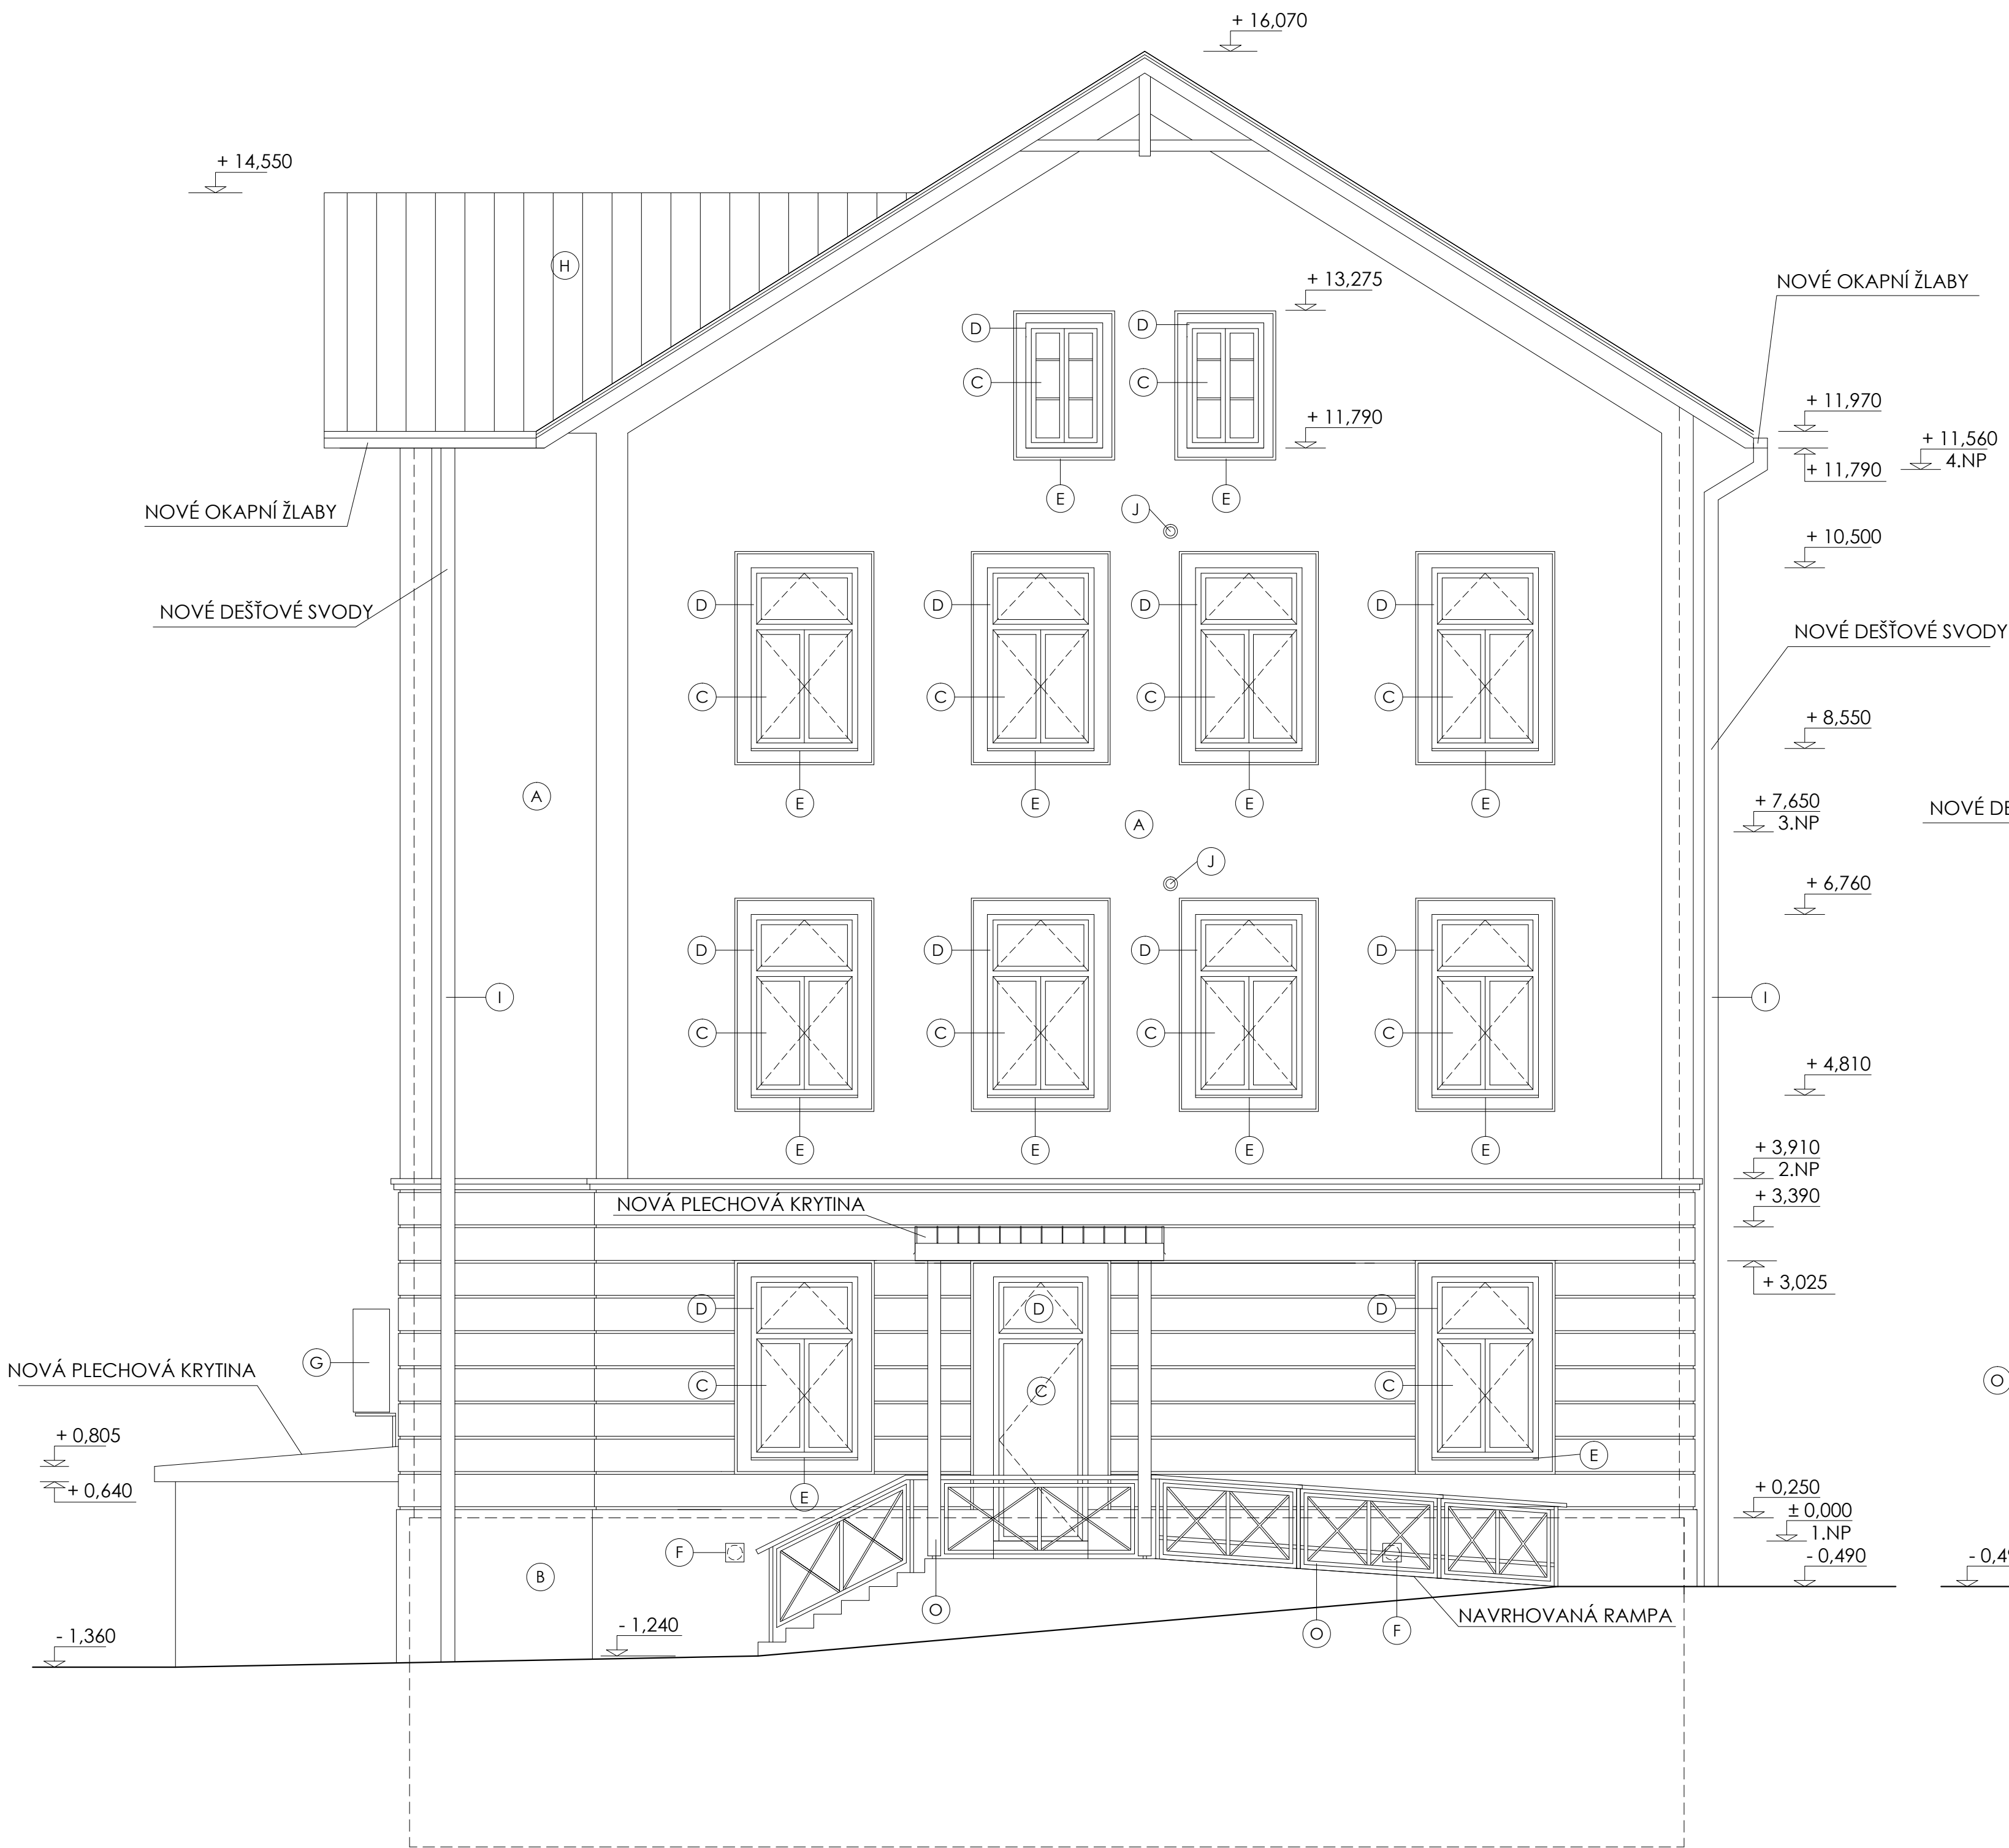 + 16,070
+ 14,550
H
+ 13,275
NOVÉ OKAPNÍ ŽLABY
D
D
C
C
+ 11,970
+ 11,790
+ 11,560
4.NP
+ 11,790
E
E
J
NOVÉ OKAPNÍ ŽLABY
+ 10,500
NOVÉ DEŠŤOVÉ SVODY
D
D
D
D
NOVÉ DEŠŤOVÉ SVODY
C
C
C
C
+ 8,550
A
E
E
E
E
+ 7,650
3.NP
NOVÉ
A
J
+ 6,760
D
D
D
D
I
I
C
C
C
C
+ 4,810
E
E
E
E
+ 3,910
2.NP
+ 3,390
NOVÁ PLECHOVÁ KRYTINA
+ 3,025
D
D
D
G
NOVÁ PLECHOVÁ KRYTINA
C
C
C
O
+ 0,805
+ 0,640
E
E
+ 0,250
± 0,000
1.NP
- 0,490
F
B
O
NAVRHOVANÁ RAMPA
O
F
- 1,360
- 1,240